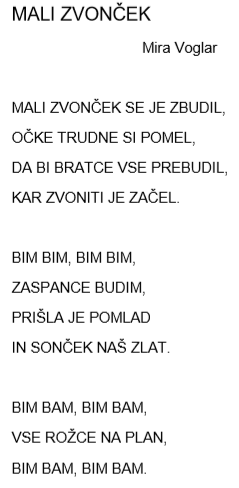 MALI ZVONČEK
Mira Voglar
MALI ZVONČEK SE JE ZBUDIL,
OČKE TRUDNE SI POMEL,
DA BI BRATCE VSE PREBUDIL,
KAR ZVONITI JE ZAČEL.
BIM BIM, BIM BIM,
ZASPANCE BUDIM,
PRIŠLA JE POMLAD
IN SONČEK NAŠ ZLAT.
BIM BAM, BIM BAM,
VSE ROŽCE NA PLAN,
BIM BAM, BIM BAM.